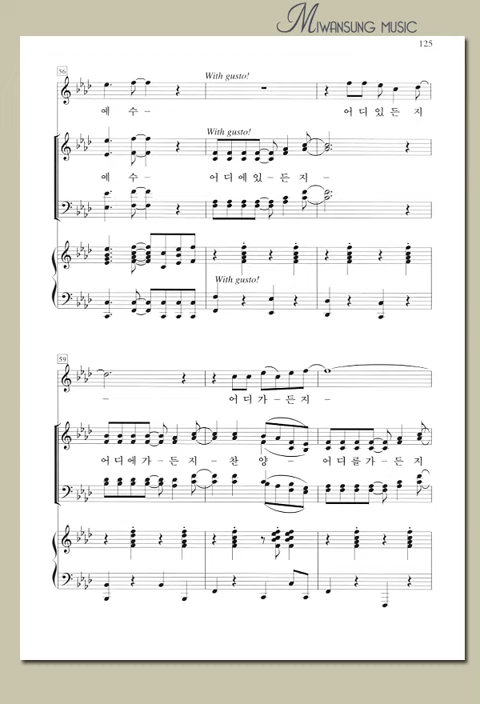 MIWANSUNG MUSIC
125
56
With gusto!
예 수 –
어 디 있 든 지
With gusto!
예 수 –
어 디 에 있 – 든 지 –
With gusto!
59
–
어 디 가 – 든 지 –
어 디 에 가 – 든 지 – 찬 양 –
어 디 를 가 – 든 지